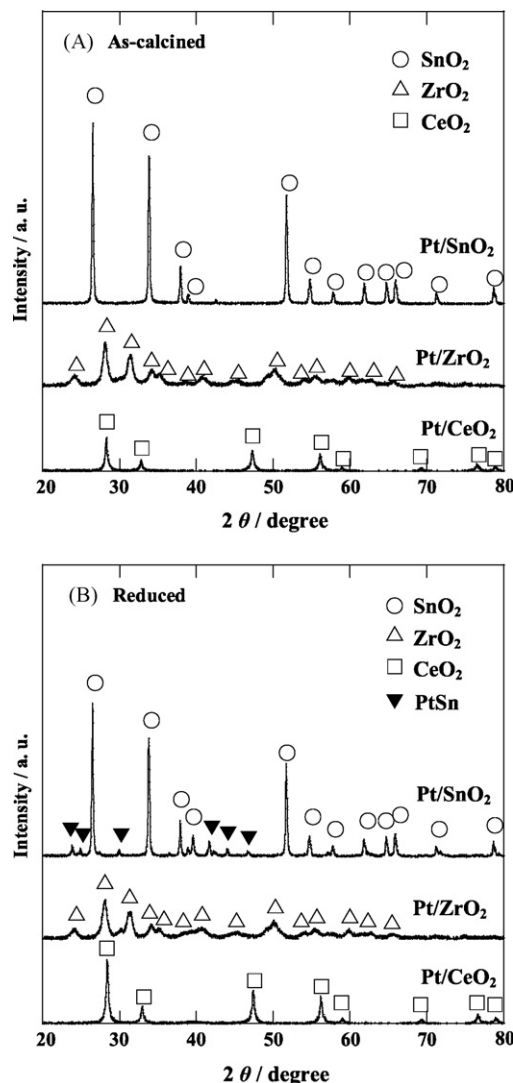 (A) As-calcined
SnO₂
ZrO₂
CeO₂
Pt/SnO₂
Pt/ZrO₂
Pt/CeO₂
Intensity / a. u.
20 30 40 50 60 70 80
2 θ / degree
(B) Reduced
SnO₂
ZrO₂
CeO₂
PtSn
Pt/SnO₂
Pt/ZrO₂
Pt/CeO₂
Intensity / a. u.
20 30 40 50 60 70 80
2 θ / degree